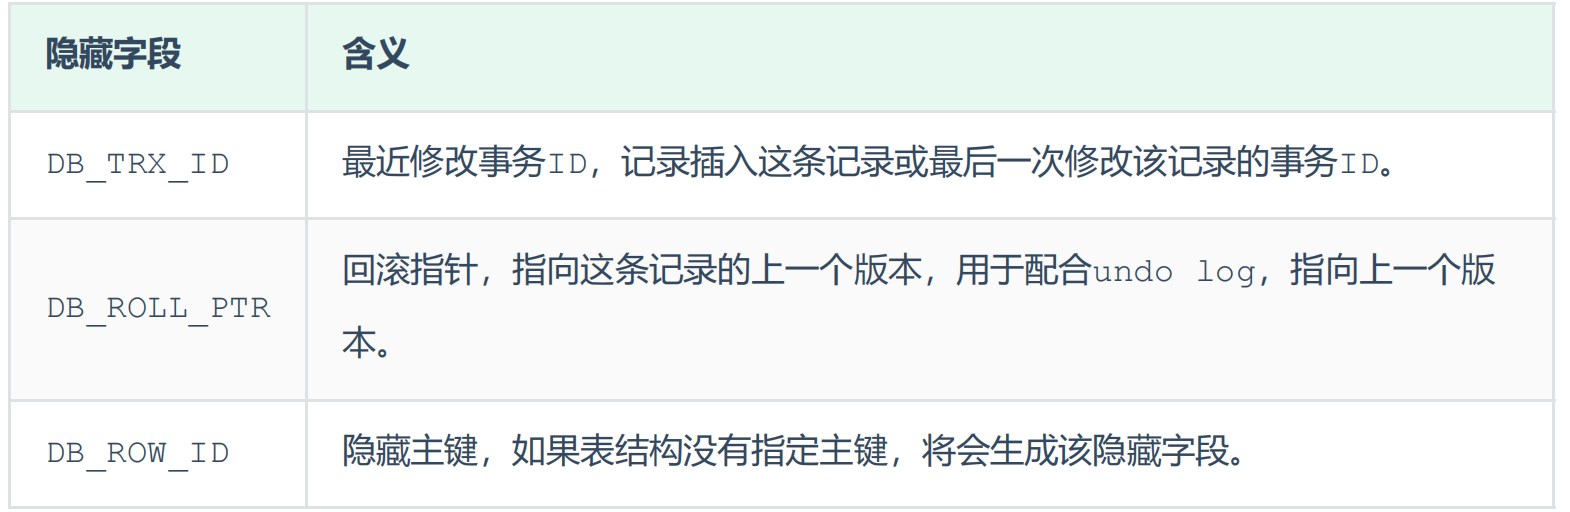 隐藏字段 含义
DB_TRX_ID 最近修改事务ID，记录插入这条记录或最后一次修改该记录的事务ID。
DB_ROLL_PTR 回滚指针，指向这条记录的上一个版本，用于配合undo log，指向上一个版
本。
DB_ROW_ID 隐藏主键，如果表结构没有指定主键，将会生成该隐藏字段。